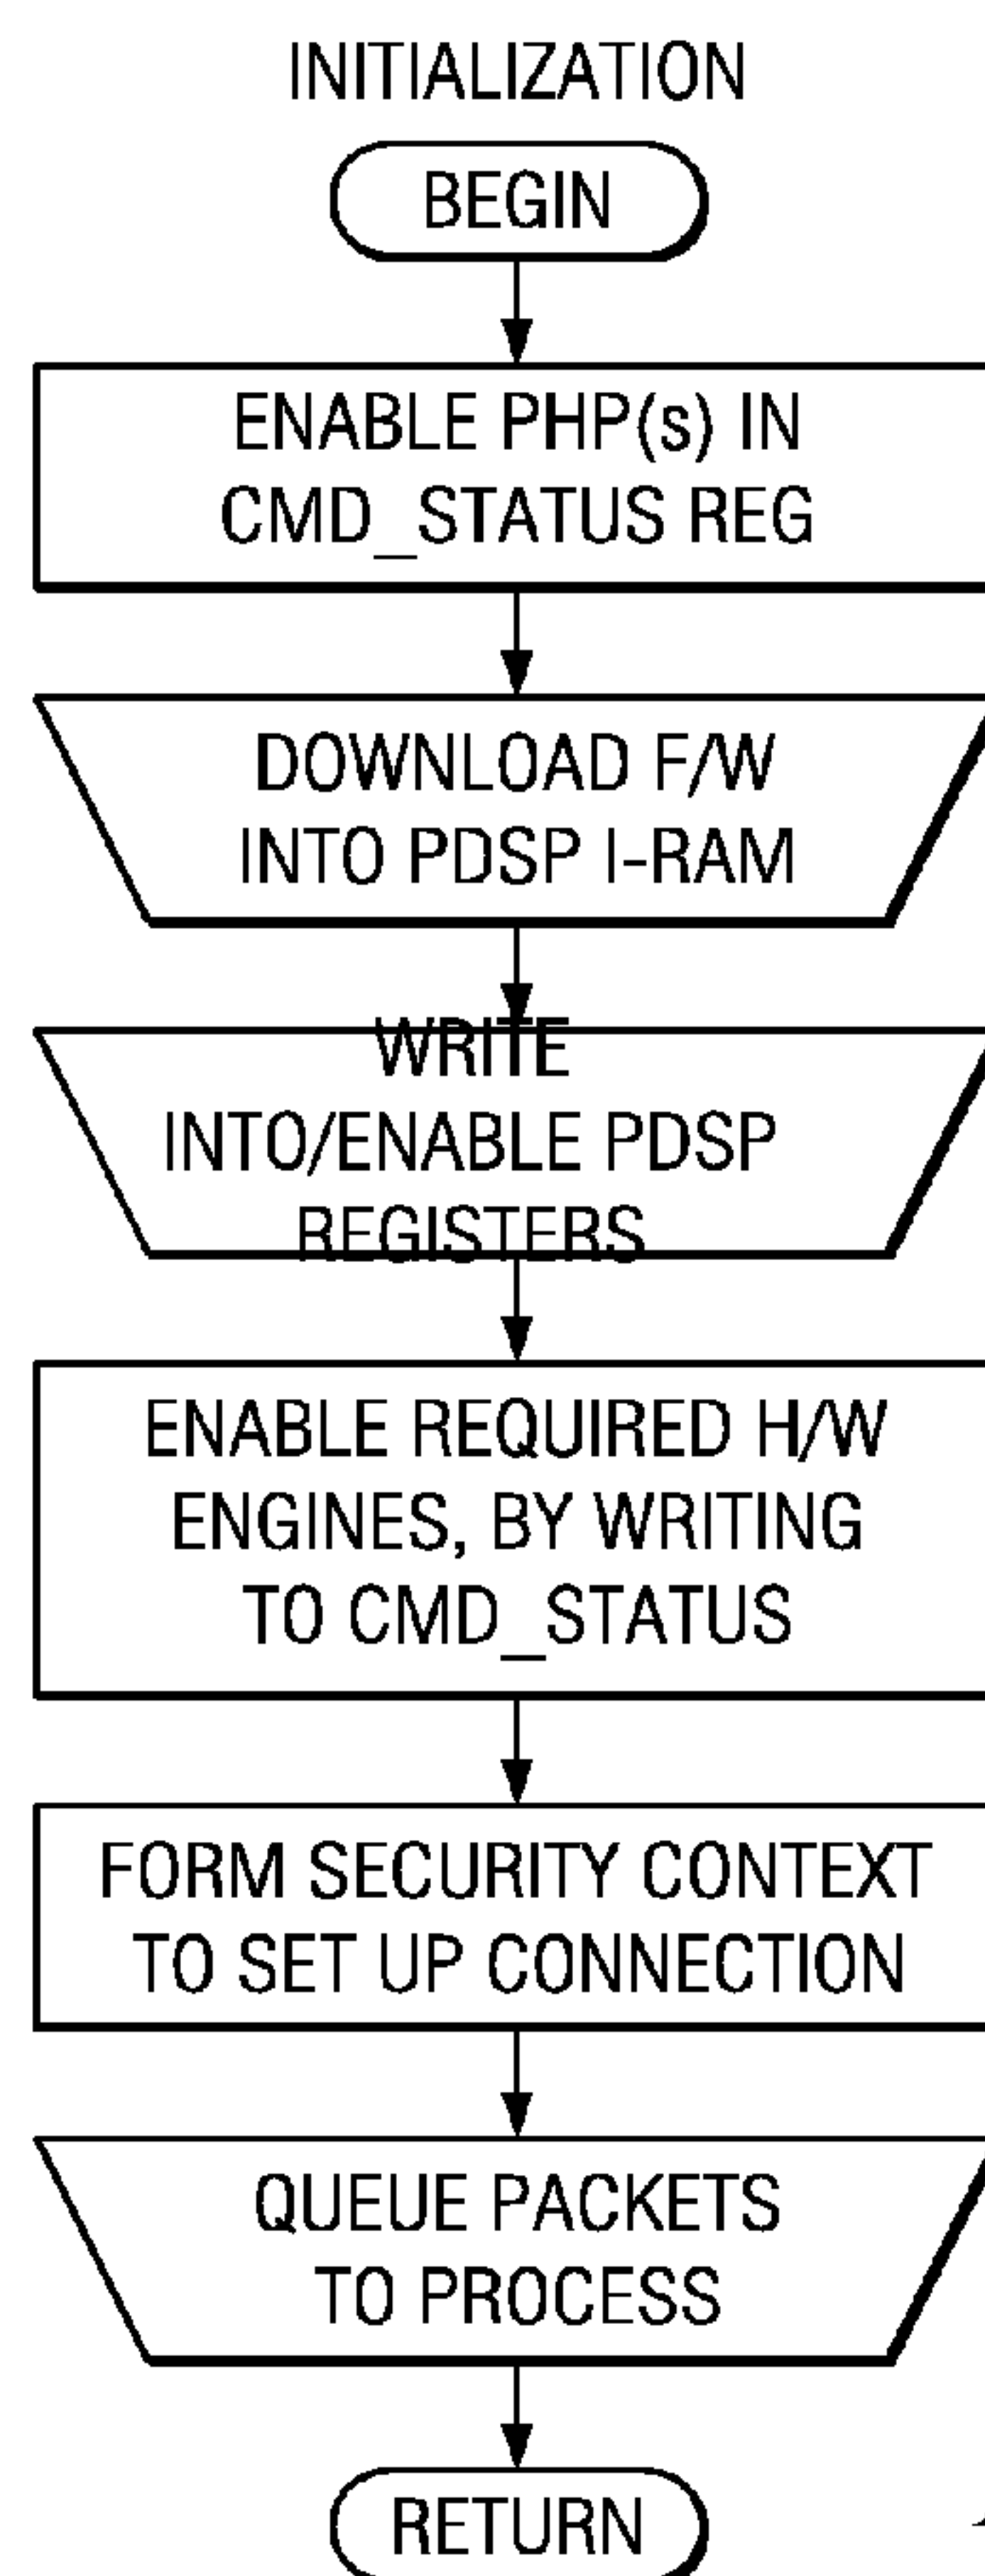 INITIALIZATION
BEGIN
ENABLE PHP(s) IN
CMD_STATUS REG
DOWNLOAD F/W
INTO PDSP I-RAM
WRITE
INTO/ENABLE PDSP
REGISTERS
ENABLE REQUIRED H/W
ENGINES, BY WRITING
TO CMD_STATUS
FORM SECURITY CONTEXT
TO SET UP CONNECTION
QUEUE PACKETS
TO PROCESS
RETURN